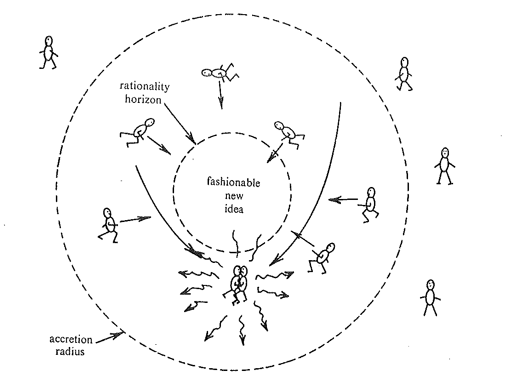 rationality
horizon
fashionable
new
idea
accretion
radius